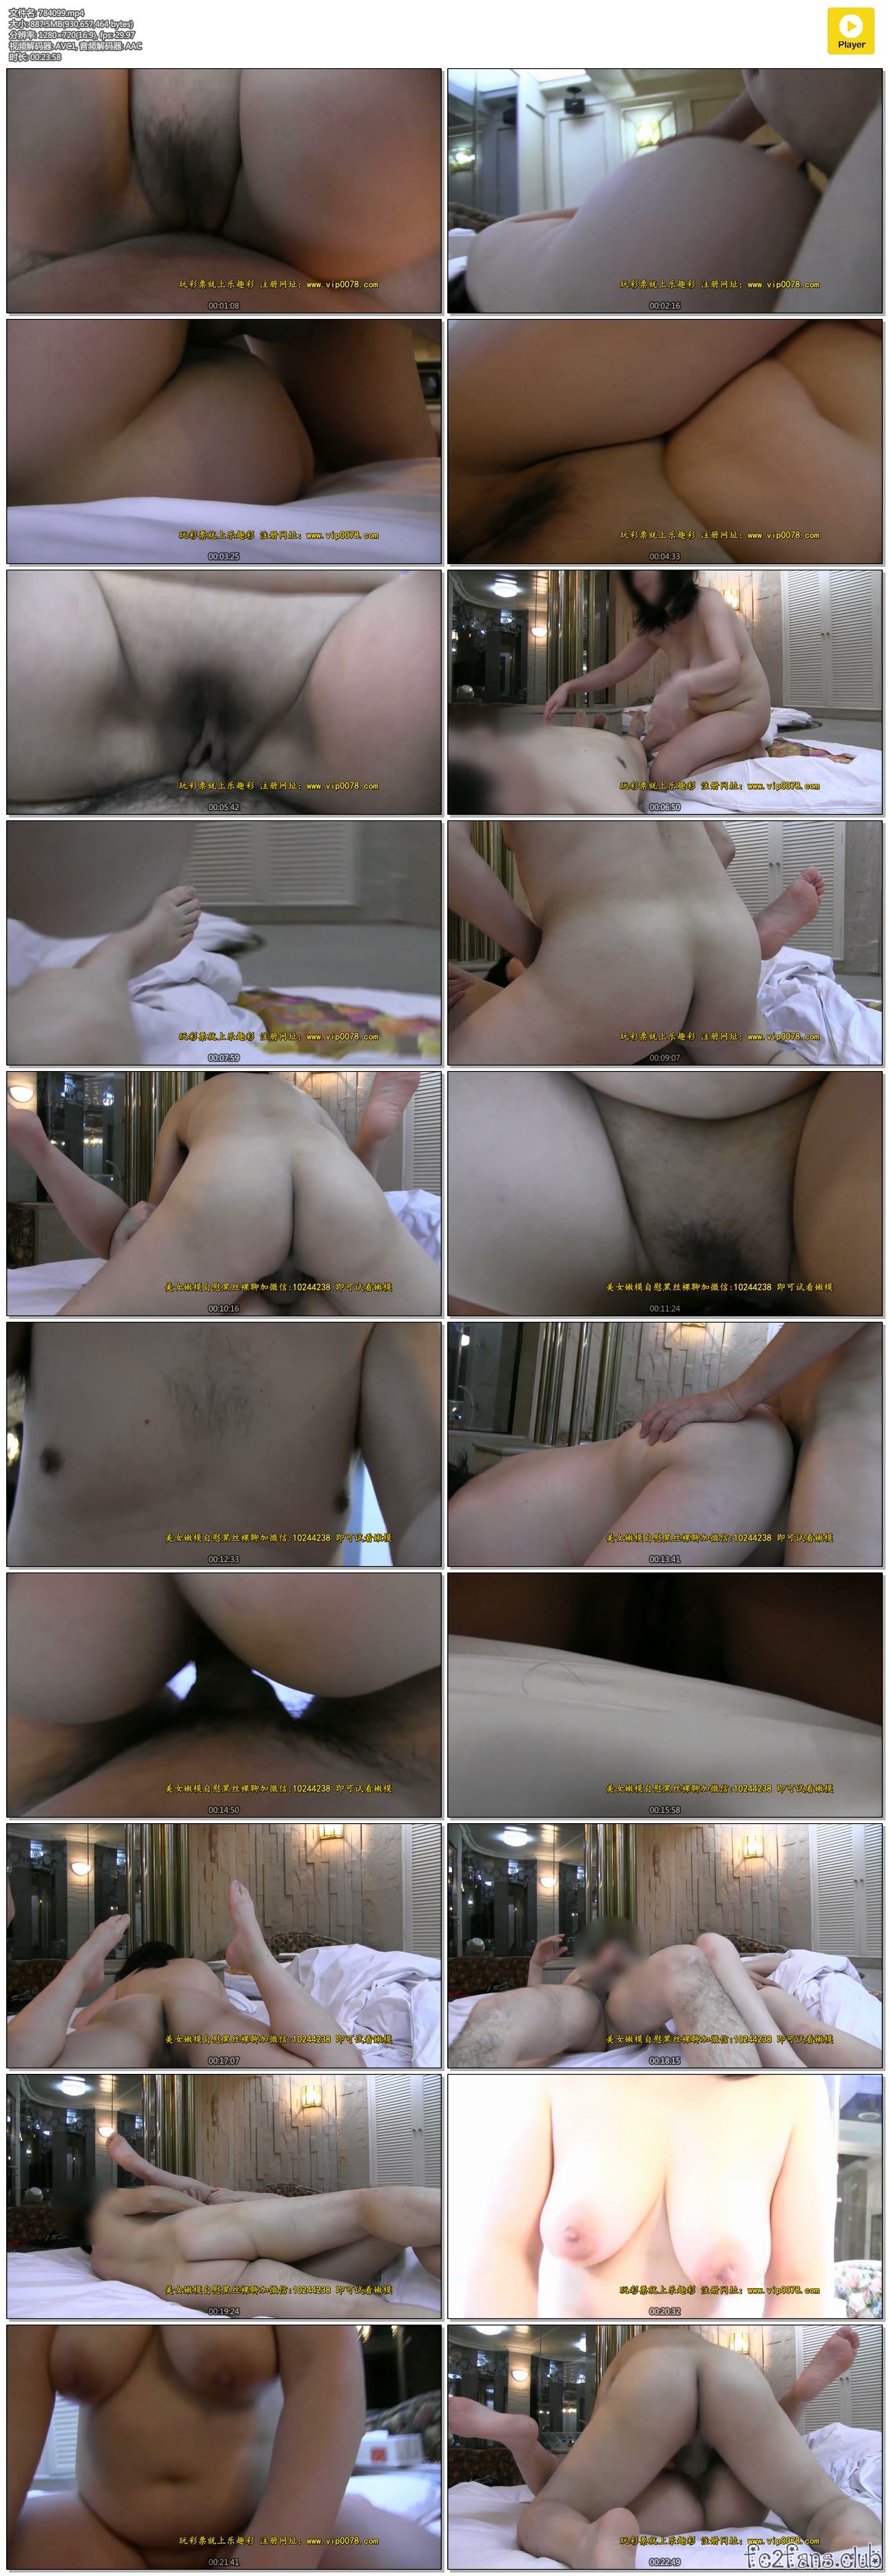 文件名: 784099.mp4
大小: 887.5MB(930,657,464 bytes)
分辨率: 1280×720(16:9), fps: 29.97
视频解码器: AVC1, 音频解码器: AAC
时长: 00:23:58
Player
玩彩票就上乐趣彩 注册网址: www.vip0078.com
00:01:08
玩彩票就上乐趣彩 注册网址: www.vip0078.com
00:02:16
玩彩票就上乐趣彩 注册网址: www.vip0078.com
00:03:25
玩彩票就上乐趣彩 注册网址: www.vip0078.com
00:04:33
玩彩票就上乐趣彩 注册网址: www.vip0078.com
00:05:42
玩彩票就上乐趣彩 注册网址: www.vip0078.com
00:06:50
玩彩票就上乐趣彩 注册网址: www.vip0078.com
00:07:59
玩彩票就上乐趣彩 注册网址: www.vip0078.com
00:09:07
美女嫩模自慰黑丝裸聊加微信:10244238 即可试看嫩模
00:10:16
美女嫩模自慰黑丝裸聊加微信:10244238 即可试看嫩模
00:11:24
美女嫩模自慰黑丝裸聊加微信:10244238 即可试看嫩模
00:12:33
美女嫩模自慰黑丝裸聊加微信:10244238 即可试看嫩模
00:13:41
美女嫩模自慰黑丝裸聊加微信:10244238 即可试看嫩模
00:14:50
美女嫩模自慰黑丝裸聊加微信:10244238 即可试看嫩模
00:15:58
美女嫩模自慰黑丝裸聊加微信:10244238 即可试看嫩模
00:17:07
美女嫩模自慰黑丝裸聊加微信:10244238 即可试看嫩模
00:18:15
美女嫩模自慰黑丝裸聊加微信:10244238 即可试看嫩模
00:19:24
玩彩票就上乐趣彩 注册网址: www.vip0078.com
00:20:32
玩彩票就上乐趣彩 注册网址: www.vip0078.com
00:21:41
玩彩票就上乐趣彩 注册网址: www.vip0078.com
00:22:49
fc2fans.club